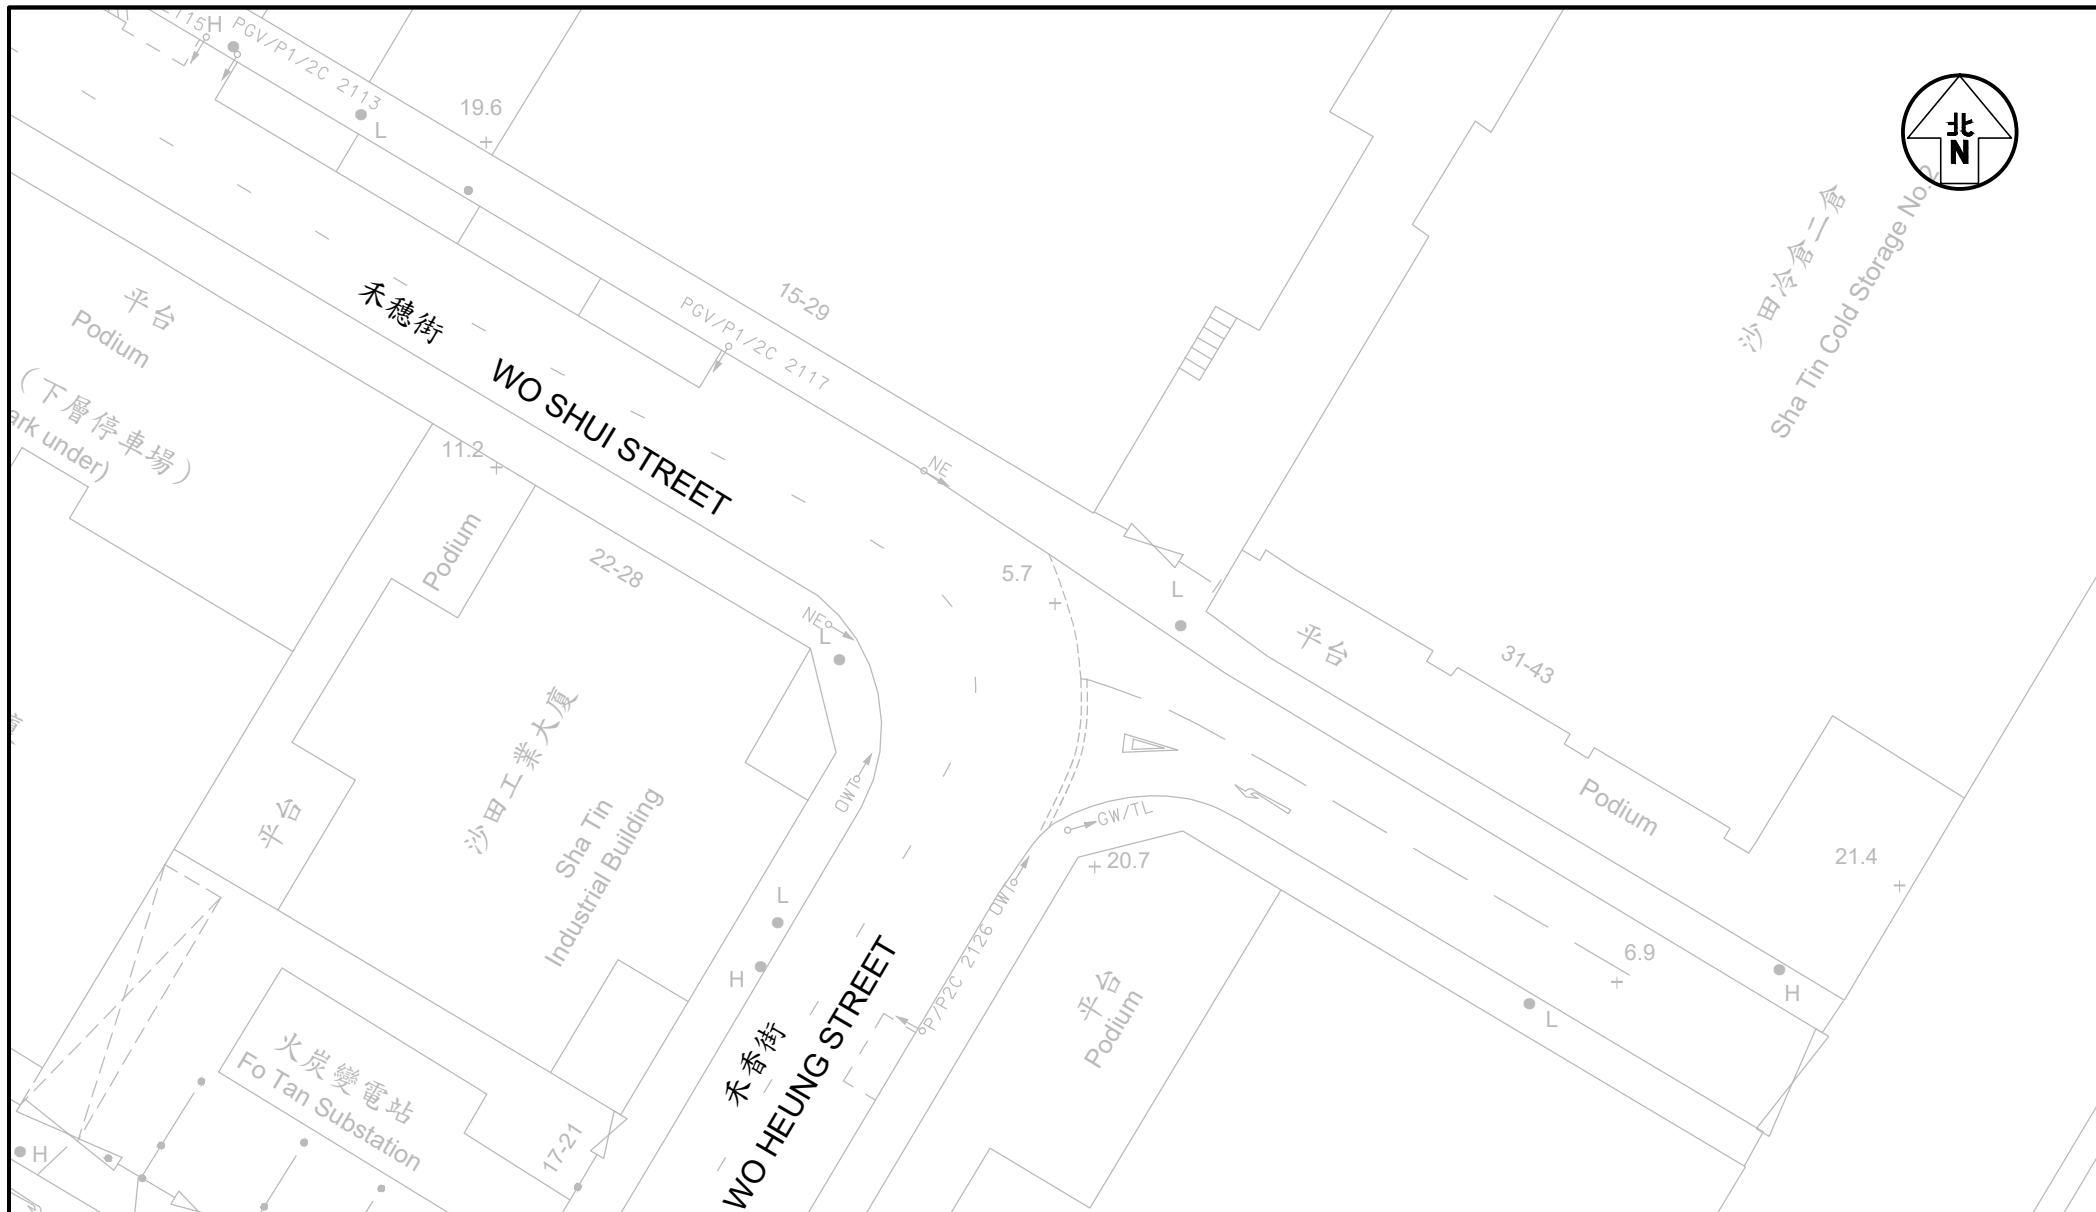 2115
H
PGV/P1/2C 2113
L
19.6
北
N
沙田冷倉二倉
Sha Tin Cold Storage No.2
15-29
PGV/P1/2C 2117
禾穗街
WO SHUI STREET
平台
Podium
（下層停車場）
ark under)
11.2
NE
Podium
22-28
5.7
L
NE
L
平台
31-43
Podium
沙田工業大廈
Sha Tin
Industrial Building
平台
OWT
GW/TL
20.7
21.4
OWT
P/P2C 2126
L
H
6.9
H
L
平台
Podium
禾香街
WO HEUNG STREET
火炭變電站
Fo Tan Substation
17-21
H